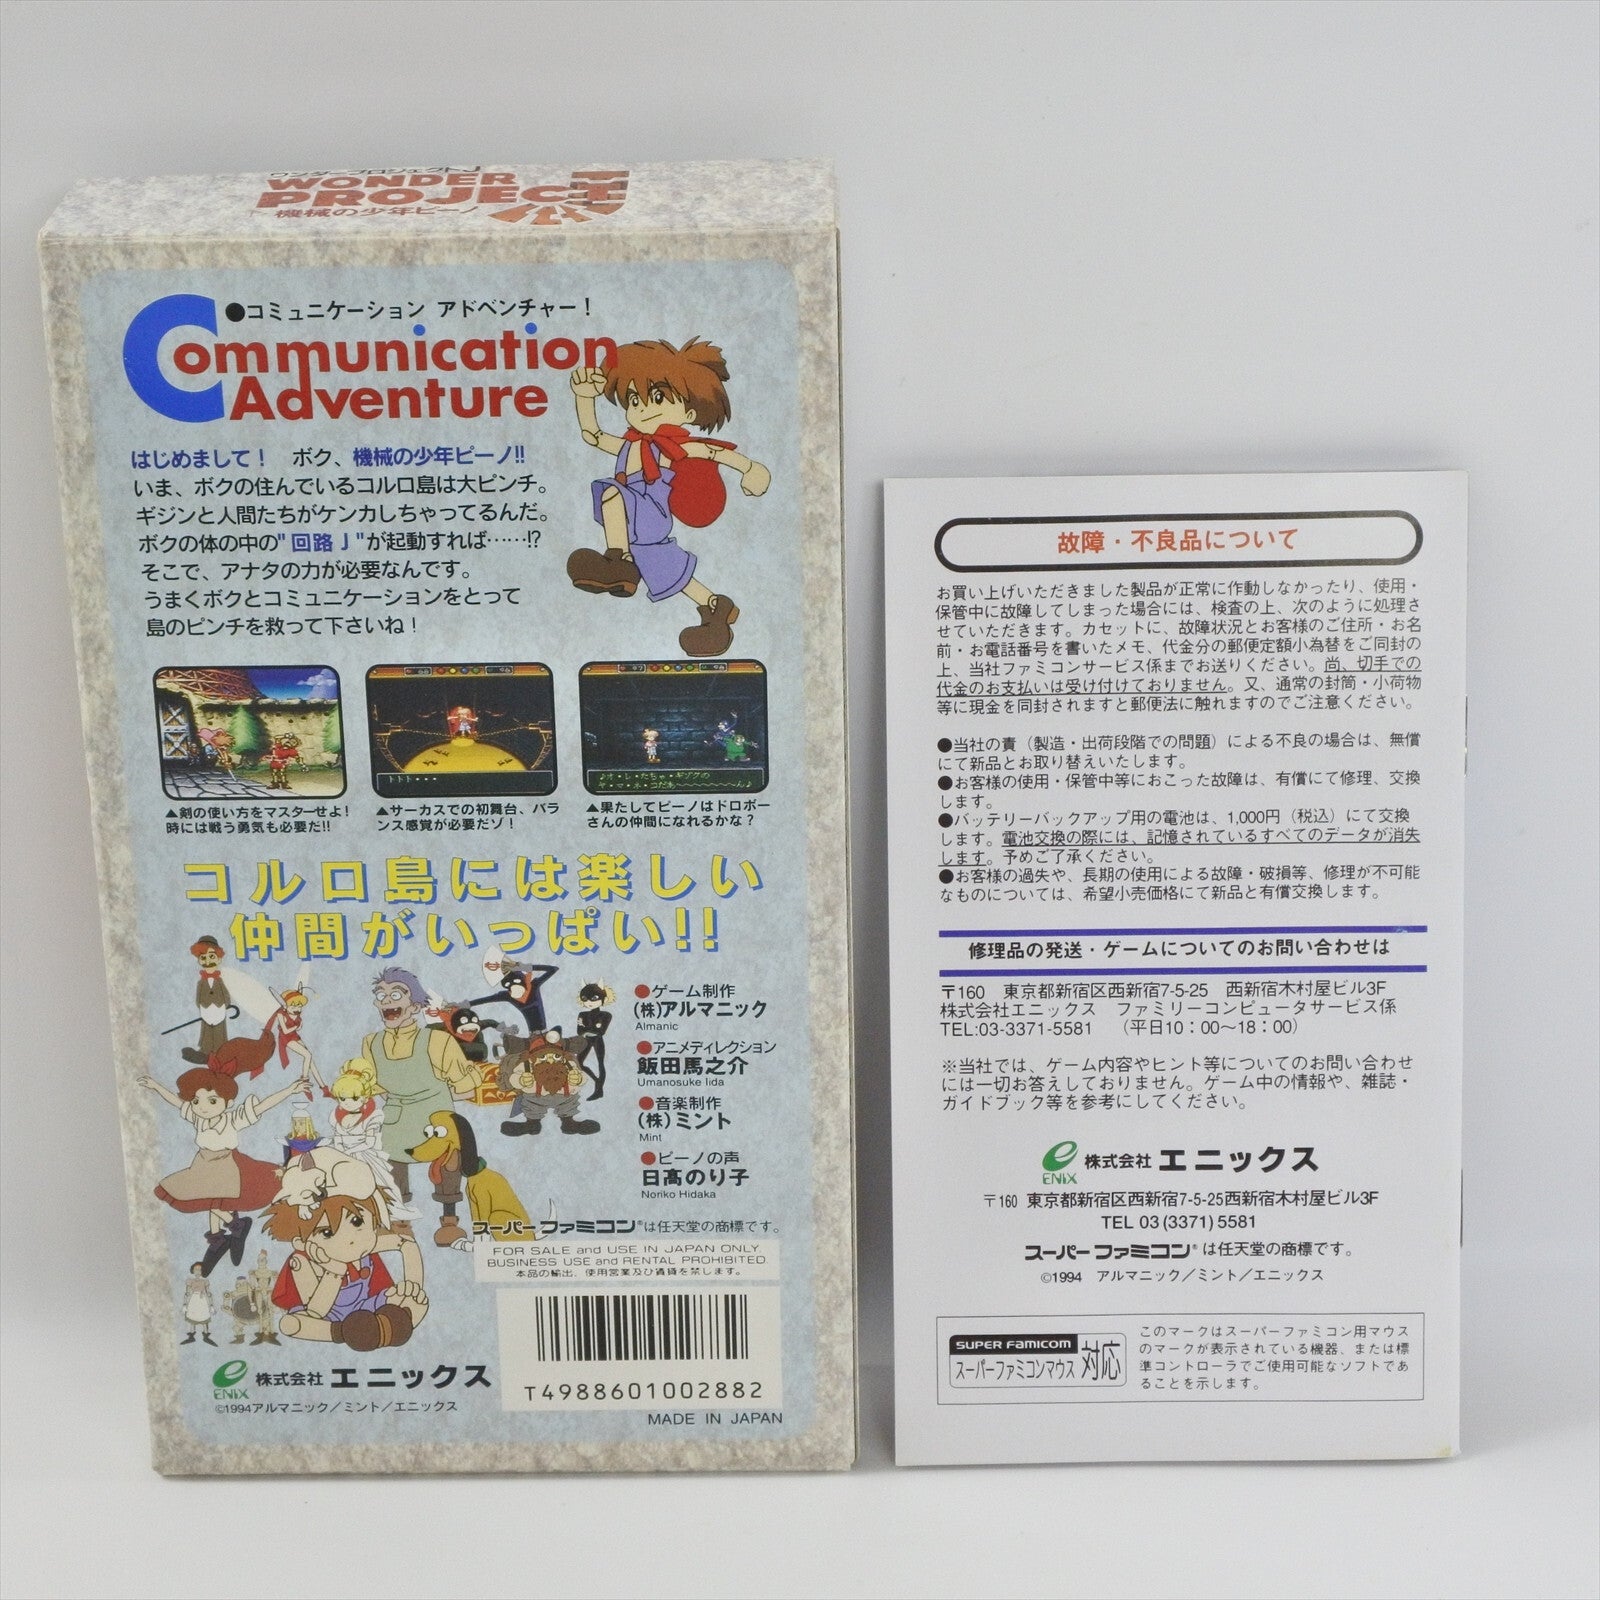 ワンダープロジェクトJ
WONDER
PROJECT J
機械の少年ピーノ
●コミュニケーション アドベンチャー!
Communication
Adventure
はじめまして! ボク、機械の少年ピーノ!!
いま、ボクの住んでいるコルロ島は大ピンチ。
ギジンと人間たちがケンカしちゃってるんだ。
ボクの体の中の"回路J"が起動すれば……!?
そこで、アナタの力が必要なんです。
うまくボクとコミュニケーションをとって
島のピンチを救って下さいね!
トトト・・・
▲剣の使い方をマスターせよ!
時には戦う勇気も必要だ!!
▲サーカスでの初舞台、バラ
ンス感覚が必要だゾ!
▲果たしてピーノはドロボー
さんの仲間になれるかな?
コルロ島には楽しい
仲間がいっぱい!!
●ゲーム制作
(株)アルマニック
Almanic
●アニメディレクション
飯田馬之介
Umanosuke Iida
●音楽制作
(株)ミント
Mint
●ピーノの声
日髙のり子
Noriko Hidaka
スーパーファミコン®は任天堂の商標です。
FOR SALE and USE IN JAPAN ONLY.
BUSINESS USE and RENTAL PROHIBITED.
本品の輸出、使用営業及び賃貸を禁じます。
T4988601002882
MADE IN JAPAN
ENIX
株式会社エニックス
©1994アルマニック/ミント/エニックス
故障・不良品について
お買い上げいただきました製品が正常に作動しなかったり、使用・
保管中に故障してしまった場合には、検査の上、次のように処理さ
せていただきます。カセットに、故障状況とお客様のご住所・お名
前・お電話番号を書いたメモ、代金分の郵便定額小為替をご同封の
上、当社ファミコンサービス係までお送りください。尚、切手での
代金のお支払いは受け付けておりません。又、通常の封筒・小荷物
等に現金を同封されますと郵便法に触れますのでご注意ください。
●当社の責(製造・出荷段階での問題)による不良の場合は、無償
にて新品とお取り替えいたします。
●お客様の使用・保管中等におこった故障は、有償にて修理、交換
します。
●バッテリーバックアップ用の電池は、1,000円(税込)にて交換
します。電池交換の際には、記憶されているすべてのデータが消失
します。予めご了承ください。
●お客様の過失や、長期の使用による故障・破損等、修理が不可能
なものについては、希望小売価格にて新品と有償交換します。
修理品の発送・ゲームについてのお問い合わせは
〒160 東京都新宿区西新宿7-5-25 西新宿木村屋ビル3F
株式会社エニックス ファミリーコンピュータサービス係
TEL:03-3371-5581 (平日10:00〜18:00)
※当社では、ゲーム内容やヒント等についてのお問い合わせ
には一切お答えしておりません。ゲーム中の情報や、雑誌・
ガイドブック等を参考にしてください。
ENIX
株式会社エニックス
〒160 東京都新宿区西新宿7-5-25西新宿木村屋ビル3F
TEL 03(3371)5581
スーパーファミコン®は任天堂の商標です。
©1994 アルマニック/ミント/エニックス
SUPER FAMICOM
スーパーファミコンマウス対応
このマークはスーパーファミコン用マウス
のマークが表示されている機器、または標
準コントローラでご使用可能なソフトであ
ることを示します。